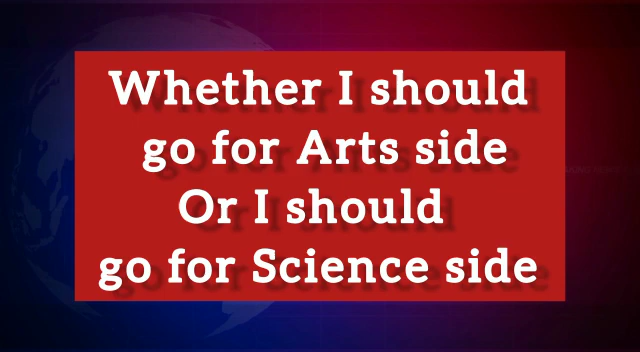 Whether I should
go for Arts side
Or I should
go for Science side